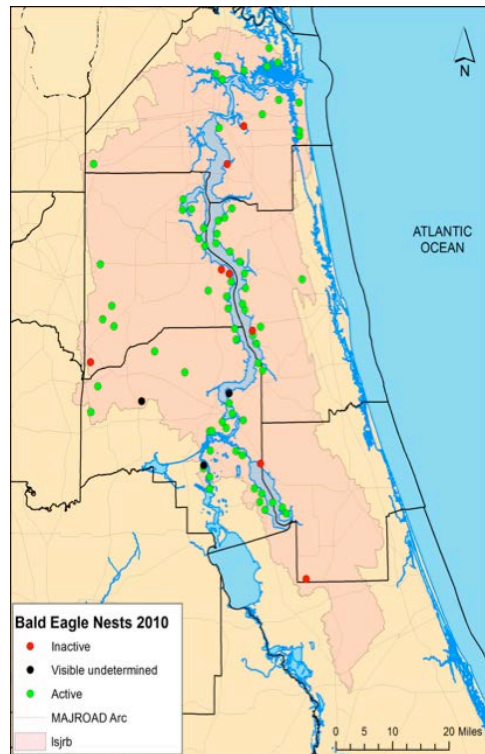 N
ATLANTIC
OCEAN
Bald Eagle Nests 2010
Inactive
Visible undetermined
Active
MAJROAD Arc
lsjrb
0 5 10 20 Miles